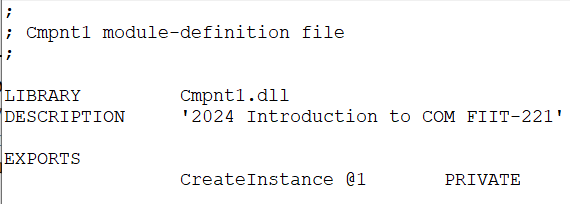 ;
; Cmpnt1 module-definition file
;
LIBRARY Cmpnt1.dll
DESCRIPTION '2024 Introduction to COM FIIT-221'
EXPORTS
CreateInstance @1 PRIVATE